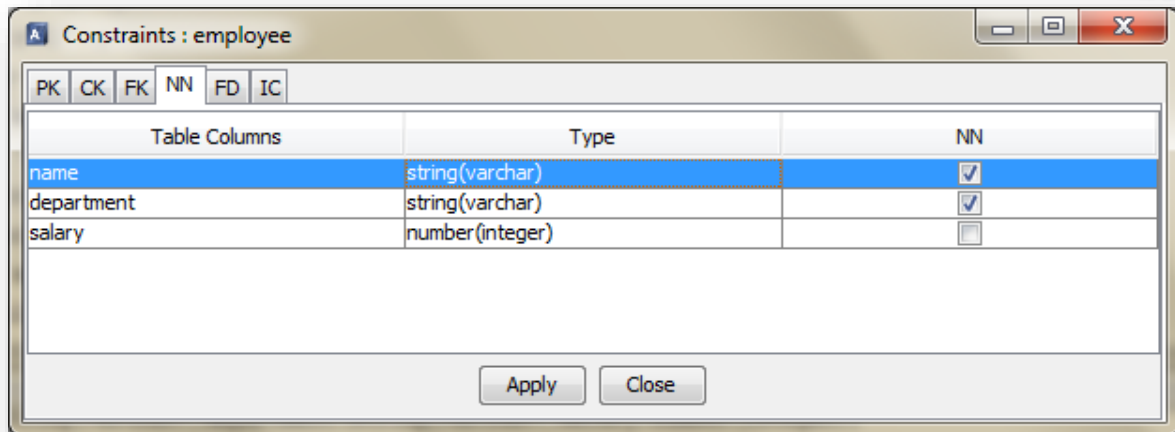 A Constraints : employee
PK CK FK NN FD IC
Table Columns Type NN
name string(varchar)
department string(varchar)
salary number(integer)
Apply Close